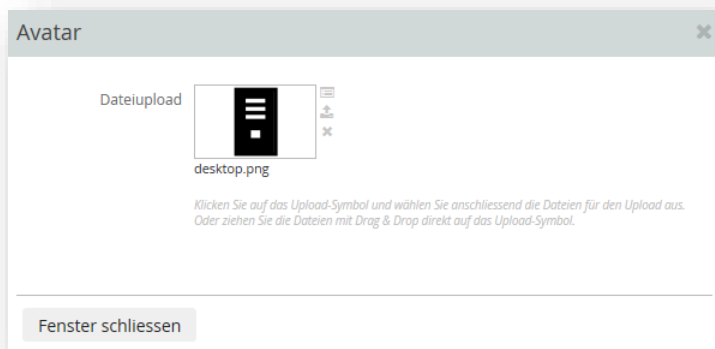 Avatar
Dateiupload
desktop.png
Klicken Sie auf das Upload-Symbol und wählen Sie anschliessend die Dateien für den Upload aus.
Oder ziehen Sie die Dateien mit Drag & Drop direkt auf das Upload-Symbol.
Fenster schliessen